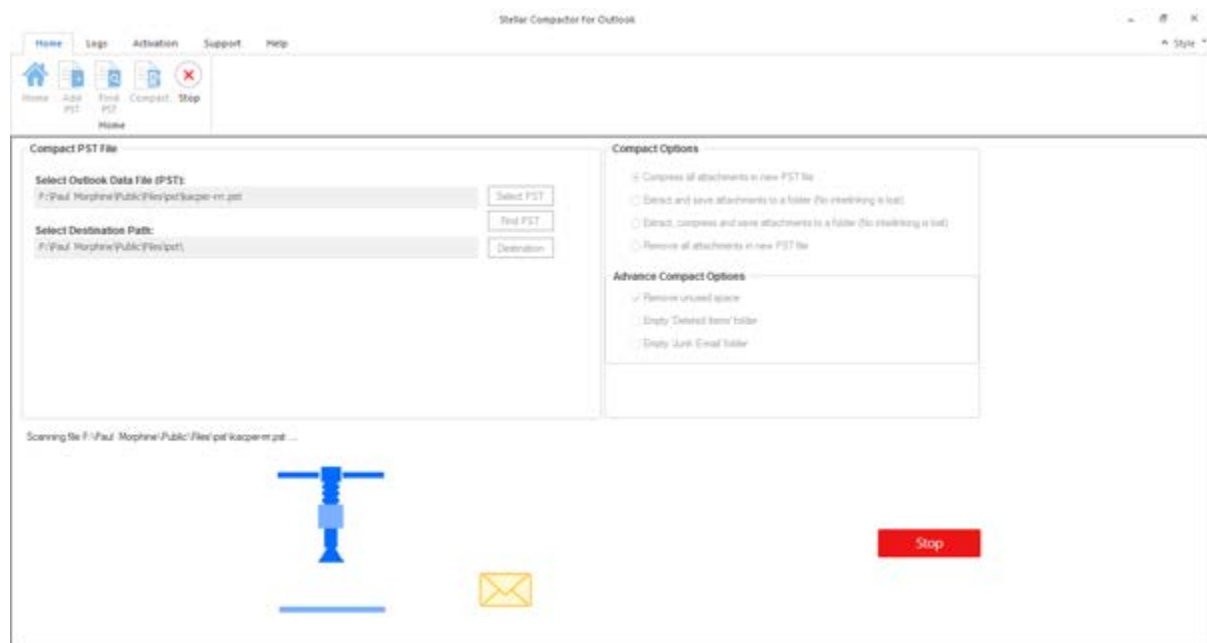 Stellar Compactor for Outlook
Home Logs Activation Support Help
Style
Home Add PST Find PST Compact Stop
Home
Compact PST File
Select Outlook Data File (PST):
F:\Paul Morphine\Public\Files\pst\kacper-rrr.pst
Select PST
Find PST
Select Destination Path:
F:\Paul Morphine\Public\Files\pst\
Destination
Compact Options
Compress all attachments in new PST file
Extract and save attachments to a folder (No interlinking is lost)
Extract, compress and save attachments to a folder (No interlinking is lost)
Remove all attachments in new PST file
Advance Compact Options
Remove unused space
Empty 'Deleted Items' folder
Empty 'Junk E-mail' folder
Scanning file F:\Paul Morphine\Public\Files\pst\kacper-rrr.pst ...
Stop